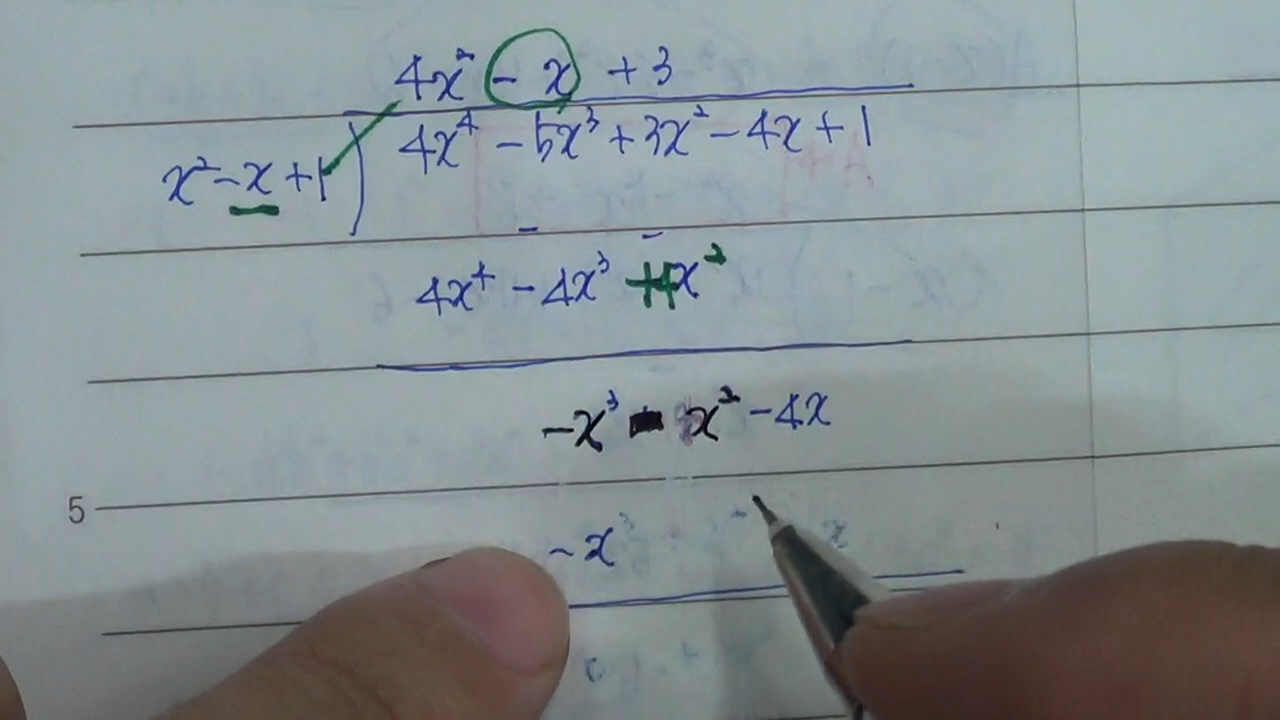 4x² - x + 3
x² - x + 1 ) 4x⁴ - 5x³ + 3x² - 4x + 1
4x⁴ - 4x³ + 4x²
-x³ - x² - 4x
5
-x³